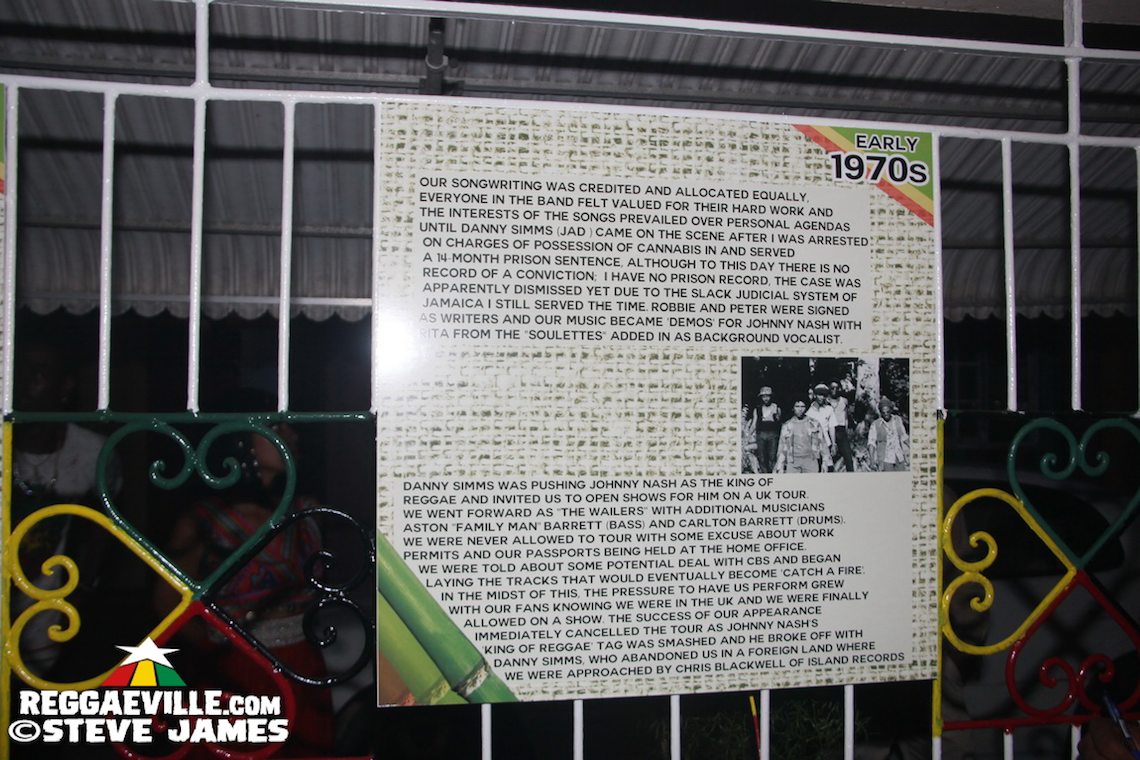 EARLY
1970s
OUR SONGWRITING WAS CREDITED AND ALLOCATED EQUALLY,
EVERYONE IN THE BAND FELT VALUED FOR THEIR HARD WORK AND
THE INTERESTS OF THE SONGS PREVAILED OVER PERSONAL AGENDAS
UNTIL DANNY SIMMS (JAD ) CAME ON THE SCENE AFTER I WAS ARRESTED
ON CHARGES OF POSSESSION OF CANNABIS IN AND SERVED
A 14-MONTH PRISON SENTENCE, ALTHOUGH TO THIS DAY THERE IS NO
RECORD OF A CONVICTION; I HAVE NO PRISON RECORD, THE CASE WAS
APPARENTLY DISMISSED YET DUE TO THE SLACK JUDICIAL SYSTEM OF
JAMAICA I STILL SERVED THE TIME. ROBBIE AND PETER WERE SIGNED
AS WRITERS AND OUR MUSIC BECAME 'DEMOS' FOR JOHNNY NASH WITH
RITA FROM THE "SOULETTES" ADDED IN AS BACKGROUND VOCALIST.
DANNY SIMMS WAS PUSHING JOHNNY NASH AS THE KING OF
REGGAE AND INVITED US TO OPEN SHOWS FOR HIM ON A UK TOUR.
WE WENT FORWARD AS "THE WAILERS" WITH ADDITIONAL MUSICIANS
ASTON "FAMILY MAN" BARRETT (BASS) AND CARLTON BARRETT (DRUMS).
WE WERE NEVER ALLOWED TO TOUR WITH SOME EXCUSE ABOUT WORK
PERMITS AND OUR PASSPORTS BEING HELD AT THE HOME OFFICE.
WE WERE TOLD ABOUT SOME POTENTIAL DEAL WITH CBS AND BEGAN
LAYING THE TRACKS THAT WOULD EVENTUALLY BECOME 'CATCH A FIRE'.
IN THE MIDST OF THIS, THE PRESSURE TO HAVE US PERFORM GREW
WITH OUR FANS KNOWING WE WERE IN THE UK AND WE WERE FINALLY
ALLOWED ON A SHOW. THE SUCCESS OF OUR APPEARANCE
IMMEDIATELY CANCELLED THE TOUR AS JOHNNY NASH'S
'KING OF REGGAE' TAG WAS SMASHED AND HE BROKE OFF WITH
DANNY SIMMS, WHO ABANDONED US IN A FOREIGN LAND WHERE
WE WERE APPROACHED BY CHRIS BLACKWELL OF ISLAND RECORDS
REGGAEVILLE.COM
©STEVE JAMES